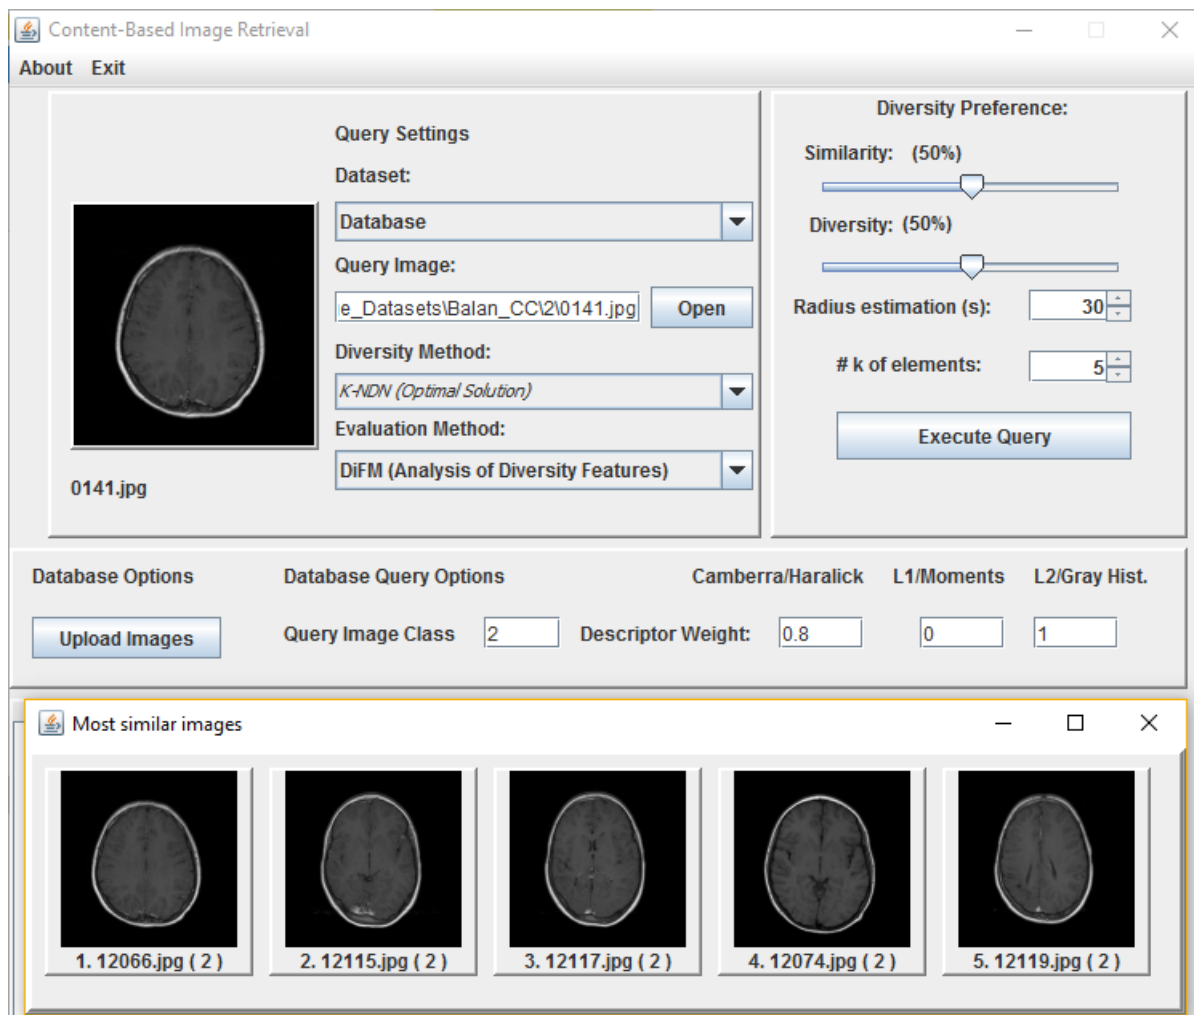 Content-Based Image Retrieval
About Exit
Query Settings
Dataset:
Database
Query Image:
e_Datasets\Balan_CC\2\0141.jpg Open
Diversity Method:
K-NDN (Optimal Solution)
Evaluation Method:
DiFM (Analysis of Diversity Features)
0141.jpg
Diversity Preference:
Similarity: (50%)
Diversity: (50%)
Radius estimation (s): 30
# k of elements: 5
Execute Query
Database Options Database Query Options Camberra/Haralick L1/Moments L2/Gray Hist.
Upload Images Query Image Class 2 Descriptor Weight: 0.8 0 1
Most similar images
1. 12066.jpg ( 2 ) 2. 12115.jpg ( 2 ) 3. 12117.jpg ( 2 ) 4. 12074.jpg ( 2 ) 5. 12119.jpg ( 2 )